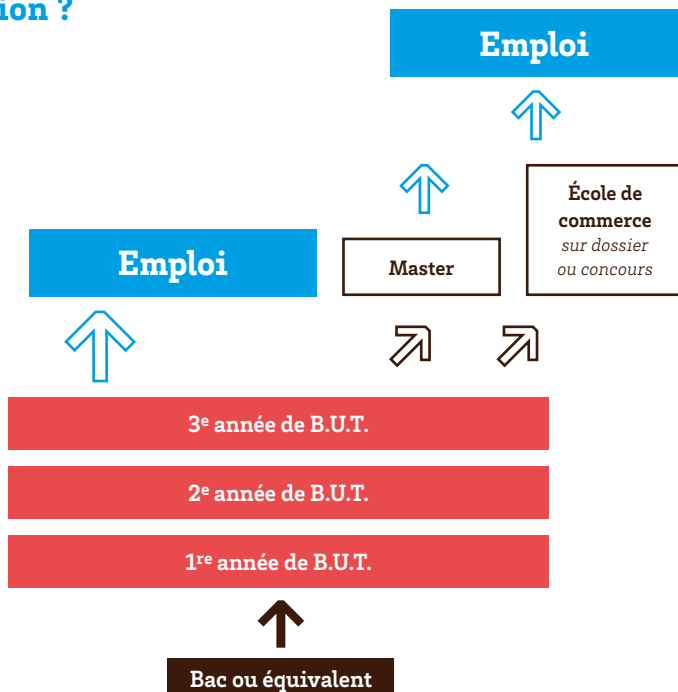 ion ?
Emploi
École de
commerce
sur dossier
ou concours
Emploi
Master
3e année de B.U.T.
2e année de B.U.T.
1re année de B.U.T.
Bac ou équivalent